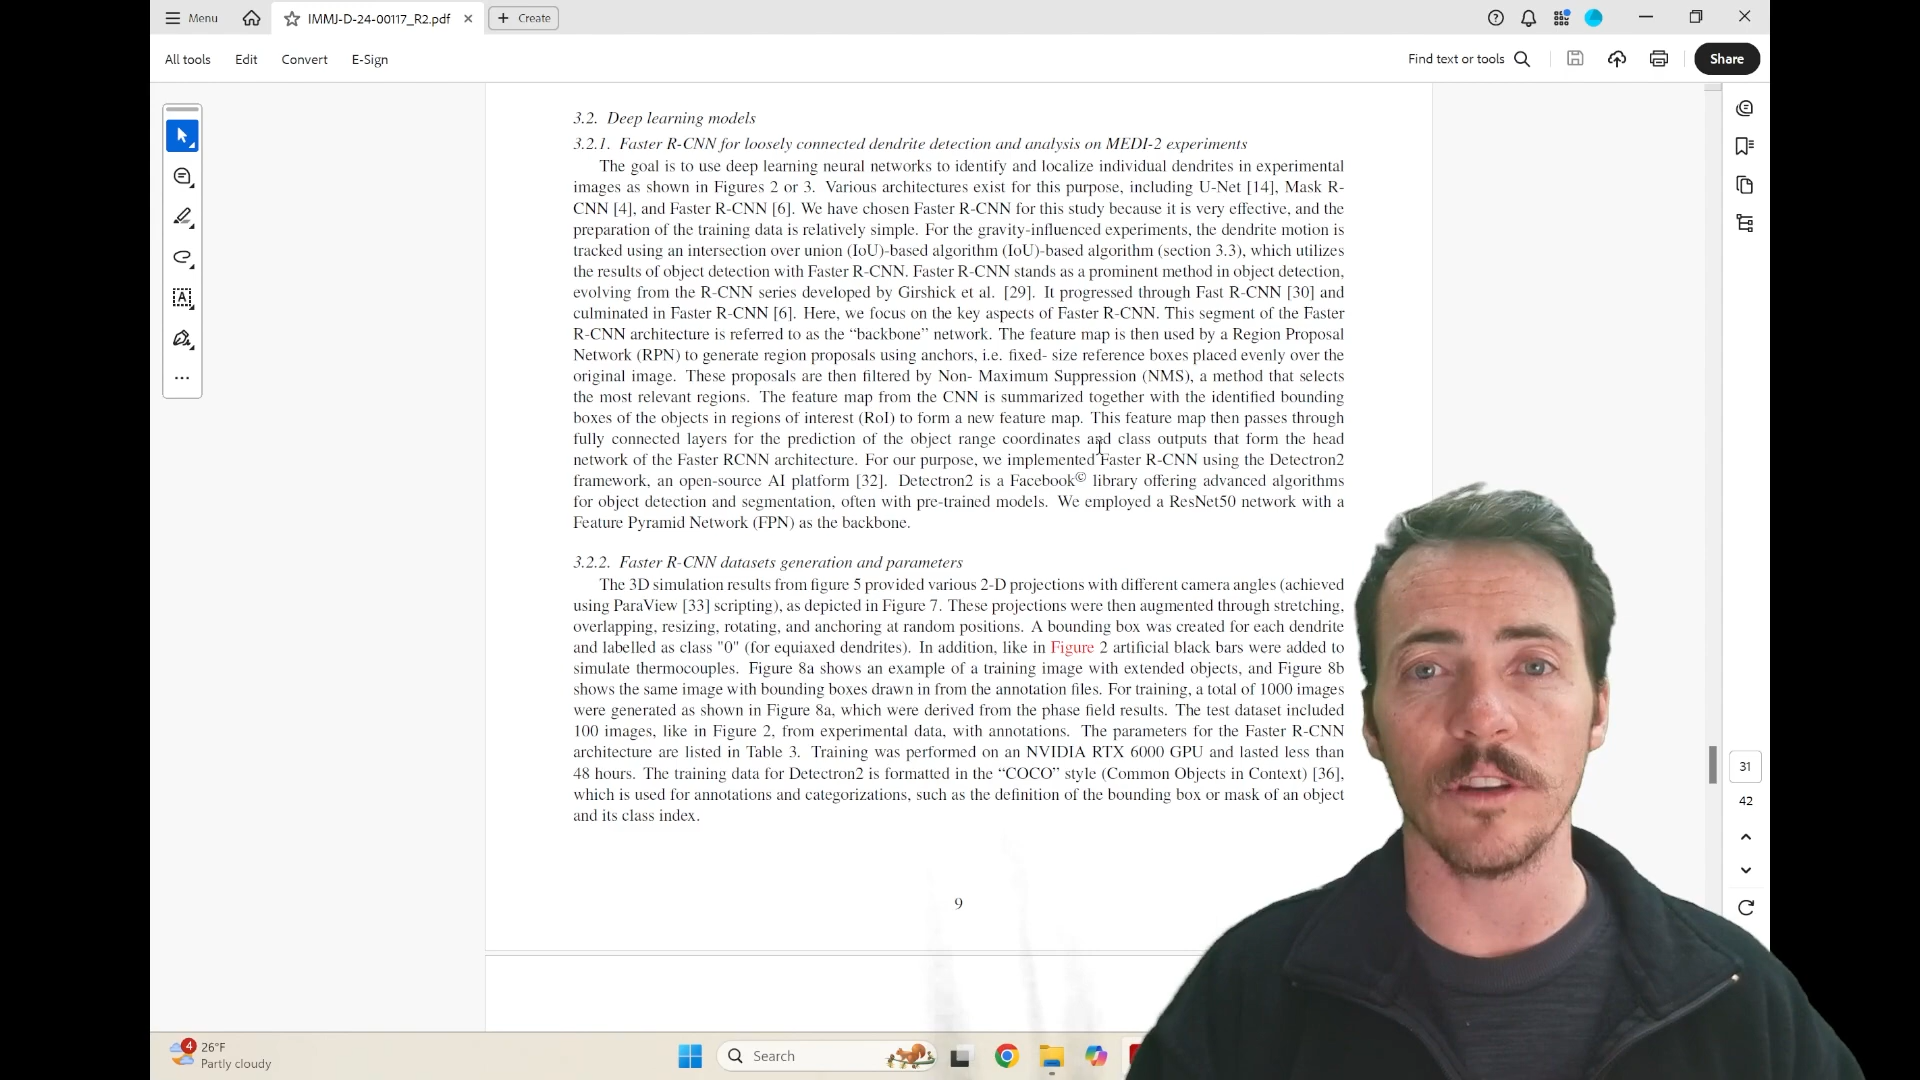 Menu
IMMJ-D-24-00117_R2.pdf
Create
All tools
Edit
Convert
E-Sign
Find text or tools
Share
3.2. Deep learning models
3.2.1. Faster R-CNN for loosely connected dendrite detection and analysis on MEDI-2 experiments
The goal is to use deep learning neural networks to identify and localize individual dendrites in experimental
images as shown in Figures 2 or 3. Various architectures exist for this purpose, including U-Net [14], Mask R-
CNN [4], and Faster R-CNN [6]. We have chosen Faster R-CNN for this study because it is very effective, and the
preparation of the training data is relatively simple. For the gravity-influenced experiments, the dendrite motion is
tracked using an intersection over union (IoU)-based algorithm (IoU)-based algorithm (section 3.3), which utilizes
the results of object detection with Faster R-CNN. Faster R-CNN stands as a prominent method in object detection,
evolving from the R-CNN series developed by Girshick et al. [29]. It progressed through Fast R-CNN [30] and
culminated in Faster R-CNN [6]. Here, we focus on the key aspects of Faster R-CNN. This segment of the Faster
R-CNN architecture is referred to as the “backbone” network. The feature map is then used by a Region Proposal
Network (RPN) to generate region proposals using anchors, i.e. fixed- size reference boxes placed evenly over the
original image. These proposals are then filtered by Non- Maximum Suppression (NMS), a method that selects
the most relevant regions. The feature map from the CNN is summarized together with the identified bounding
boxes of the objects in regions of interest (RoI) to form a new feature map. This feature map then passes through
fully connected layers for the prediction of the object range coordinates and class outputs that form the head
network of the Faster RCNN architecture. For our purpose, we implemented Faster R-CNN using the Detectron2
framework, an open-source AI platform [32]. Detectron2 is a Facebook© library offering advanced algorithms
for object detection and segmentation, often with pre-trained models. We employed a ResNet50 network with a
Feature Pyramid Network (FPN) as the backbone.
3.2.2. Faster R-CNN datasets generation and parameters
The 3D simulation results from figure 5 provided various 2-D projections with different camera angles (achieved
using ParaView [33] scripting), as depicted in Figure 7. These projections were then augmented through stretching,
overlapping, resizing, rotating, and anchoring at random positions. A bounding box was created for each dendrite
and labelled as class "0" (for equiaxed dendrites). In addition, like in Figure 2 artificial black bars were added to
simulate thermocouples. Figure 8a shows an example of a training image with extended objects, and Figure 8b
shows the same image with bounding boxes drawn in from the annotation files. For training, a total of 1000 images
were generated as shown in Figure 8a, which were derived from the phase field results. The test dataset included
100 images, like in Figure 2, from experimental data, with annotations. The parameters for the Faster R-CNN
architecture are listed in Table 3. Training was performed on an NVIDIA RTX 6000 GPU and lasted less than
48 hours. The training data for Detectron2 is formatted in the “COCO” style (Common Objects in Context) [36],
which is used for annotations and categorizations, such as the definition of the bounding box or mask of an object
and its class index.
9
31
42
4
26°F
Partly cloudy
Search